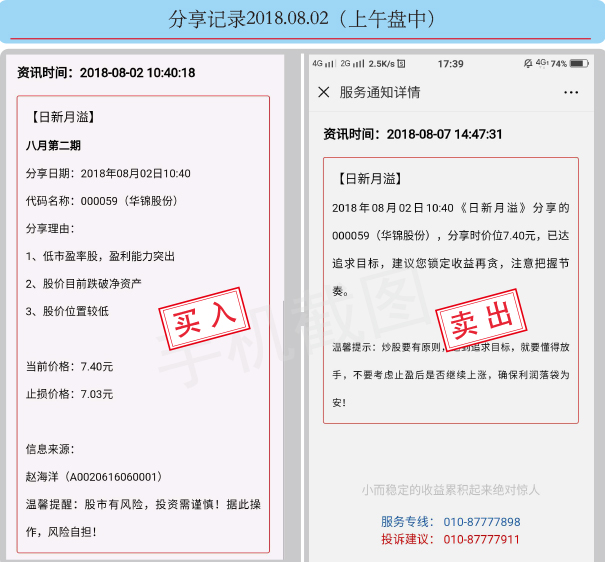 分享记录2018.08.02（上午盘中）
资讯时间：2018-08-02 10:40:18
【日新月溢】
八月第二期
分享日期：2018年08月02日10:40
代码名称：000059（华锦股份）
分享理由：
1、低市盈率股，盈利能力突出
2、股价目前跌破净资产
3、股价位置较低
买入
当前价格：7.40元
止损价格：7.03元
信息来源：
赵海洋（A0020616060001）
温馨提醒：股市有风险，投资需谨慎！据此操
作，风险自担！
4G 2G 2.5K/s 17:39 4G 74%
服务通知详情
资讯时间：2018-08-07 14:47:31
【日新月溢】
2018年08月02日10:40《日新月溢》分享的
000059（华锦股份），分享时价位7.40元，已达
追求目标，建议您锁定收益再贪，注意把握节
奏。
卖出
温馨提示：炒股要有原则，到追求目标，就要懂得放
手，不要考虑止盈后是否继续上涨，确保利润落袋为
安！
手机截图
小而稳定的收益累积起来绝对惊人
服务专线： 010-87777898
投诉建议： 010-87777911